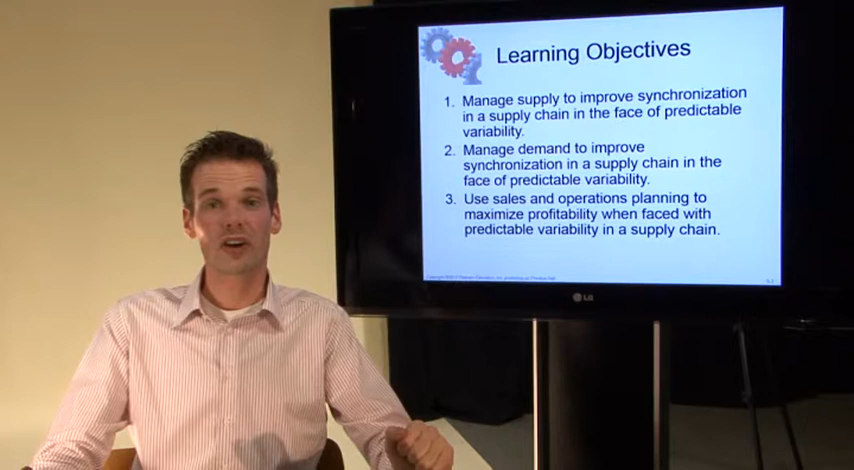 Learning Objectives
1. Manage supply to improve synchronization
in a supply chain in the face of predictable
variability.
2. Manage demand to improve
synchronization in a supply chain in the
face of predictable variability.
3. Use sales and operations planning to
maximize profitability when faced with
predictable variability in a supply chain.
LG